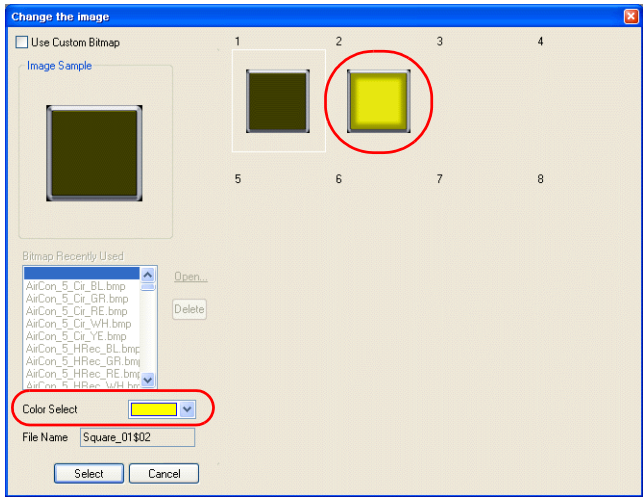 Change the image
Use Custom Bitmap
Image Sample
1 2 3 4
5 6 7 8
Bitmap Recently Used
AirCon_5_Cir_BL.bmp
AirCon_5_Cir_GR.bmp
AirCon_5_Cir_RE.bmp
AirCon_5_Cir_WH.bmp
AirCon_5_Cir_YE.bmp
AirCon_5_HRec_BL.bmp
AirCon_5_HRec_GR.bmp
AirCon_5_HRec_RE.bmp
AirCon_5_HRec_WH.bmp
Open...
Delete
Color Select
File Name Square_01$02
Select Cancel